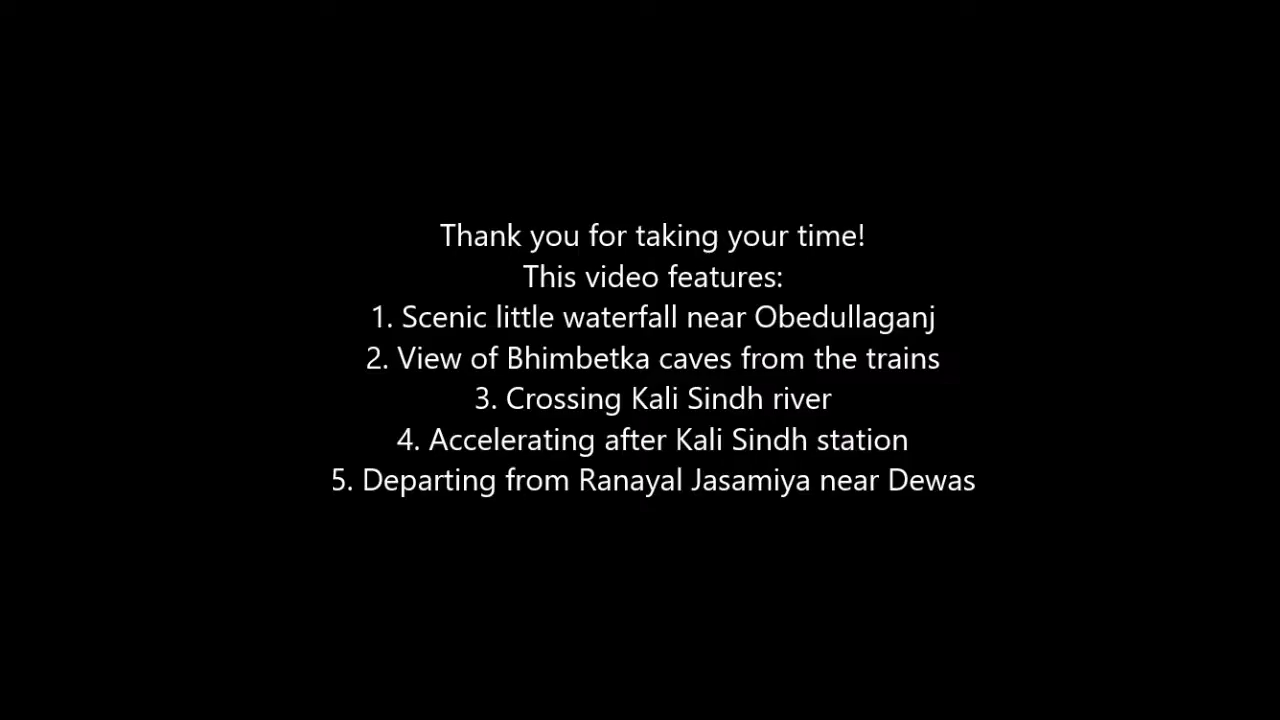 Thank you for taking your time!
This video features:
1. Scenic little waterfall near Obedullaganj
2. View of Bhimbetka caves from the trains
3. Crossing Kali Sindh river
4. Accelerating after Kali Sindh station
5. Departing from Ranayal Jasamiya near Dewas